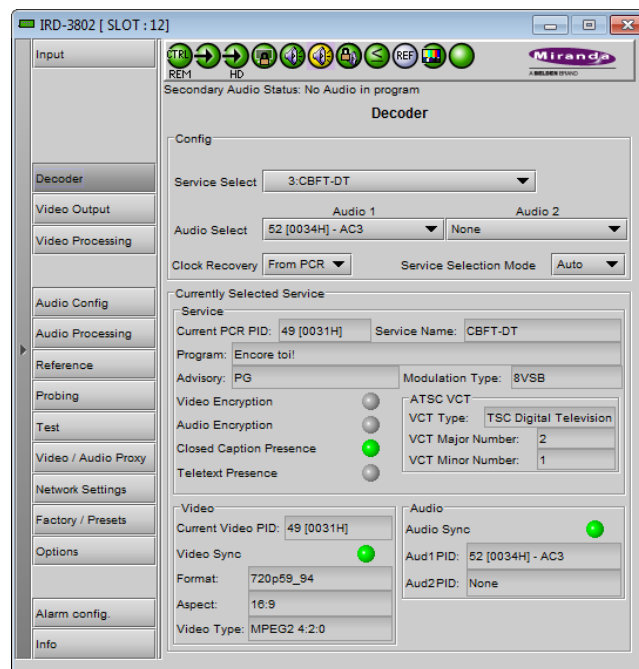 IRD-3802 [ SLOT : 12]
Input
Decoder
Video Output
Video Processing
Audio Config
Audio Processing
Reference
Probing
Test
Video / Audio Proxy
Network Settings
Factory / Presets
Options
Alarm config.
Info
CTRL
REM
HD
REF
Miranda
A BELDEN BRAND
Secondary Audio Status: No Audio in program
Decoder
Config
Service Select 3:CBFT-DT
Audio 1 Audio 2
Audio Select 52 [0034H] - AC3 None
Clock Recovery From PCR Service Selection Mode Auto
Currently Selected Service
Service
Current PCR PID: 49 [0031H] Service Name: CBFT-DT
Program: Encore toi!
Advisory: PG Modulation Type: 8VSB
Video Encryption
Audio Encryption
Closed Caption Presence
Teletext Presence
ATSC VCT
VCT Type: TSC Digital Television
VCT Major Number: 2
VCT Minor Number: 1
Video
Current Video PID: 49 [0031H]
Video Sync
Format: 720p59_94
Aspect: 16:9
Video Type: MPEG2 4:2:0
Audio
Audio Sync
Aud1PID: 52 [0034H] - AC3
Aud2PID: None